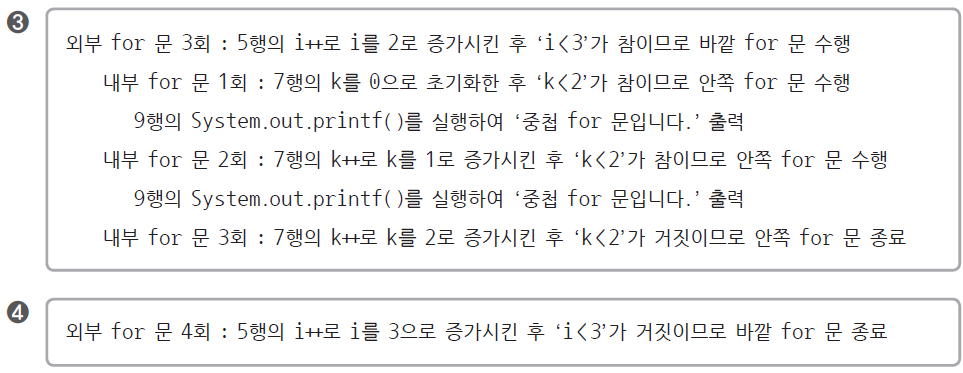 ❸
외부 for 문 3회 : 5행의 i++로 i를 2로 증가시킨 후 ‘i<3’가 참이므로 바깥 for 문 수행
내부 for 문 1회 : 7행의 k를 0으로 초기화한 후 ‘k<2’가 참이므로 안쪽 for 문 수행
9행의 System.out.printf()를 실행하여 ‘중첩 for 문입니다.’ 출력
내부 for 문 2회 : 7행의 k++로 k를 1로 증가시킨 후 ‘k<2’가 참이므로 안쪽 for 문 수행
9행의 System.out.printf()를 실행하여 ‘중첩 for 문입니다.’ 출력
내부 for 문 3회 : 7행의 k++로 k를 2로 증가시킨 후 ‘k<2’가 거짓이므로 안쪽 for 문 종료
❹
외부 for 문 4회 : 5행의 i++로 i를 3으로 증가시킨 후 ‘i<3’가 거짓이므로 바깥 for 문 종료